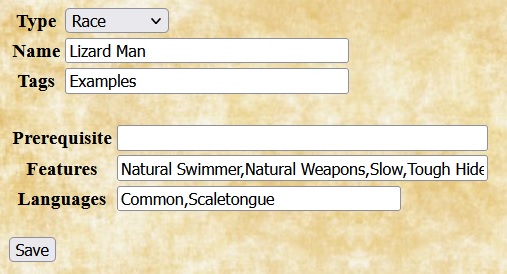 Type Race
Name Lizard Man
Tags Examples
Prerequisite
Features Natural Swimmer,Natural Weapons,Slow,Tough Hide
Languages Common,Scaletongue
Save